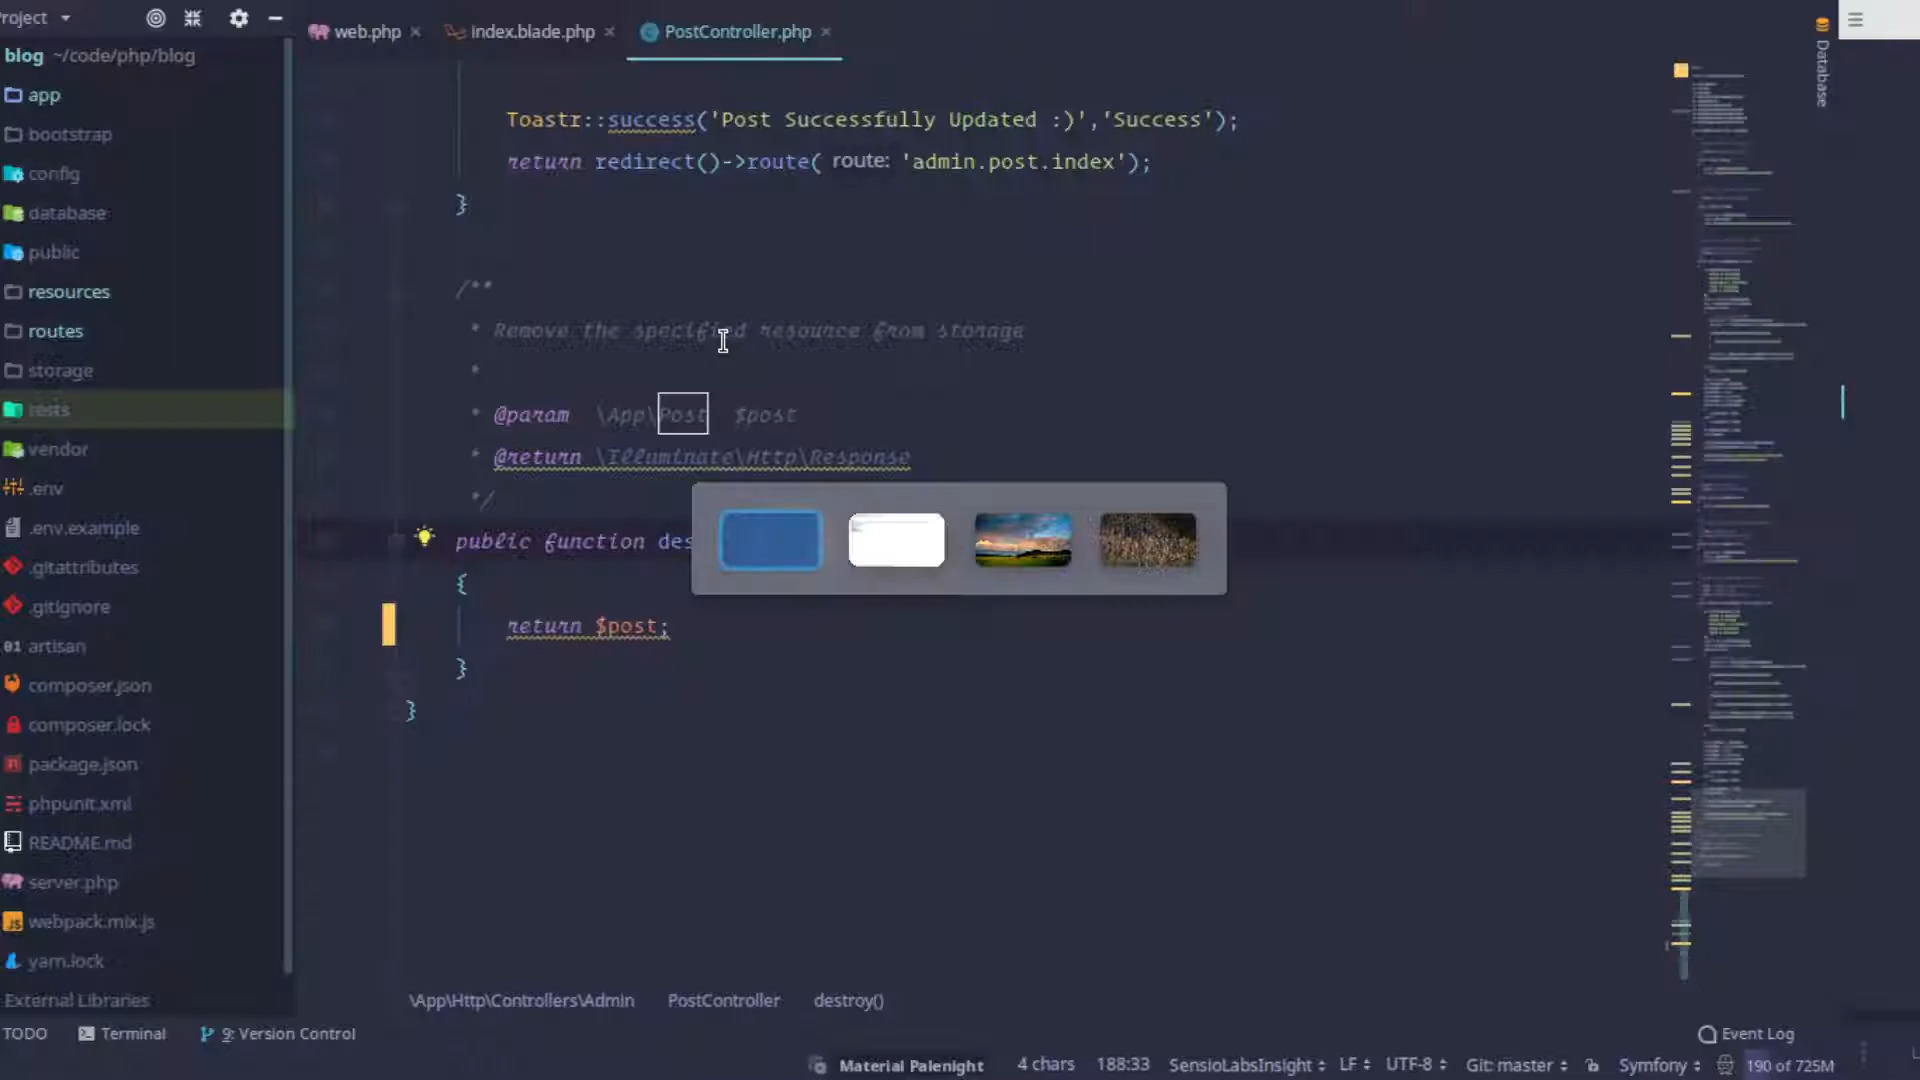 roject
web.php
index.blade.php
PostController.php
blog ~/code/php/blog
app
bootstrap
config
database
public
resources
routes
storage
tests
vendor
.env
.env.example
.gitattributes
.gitignore
artisan
composer.json
composer.lock
package.json
phpunit.xml
README.md
server.php
webpack.mix.js
yarn.lock
External Libraries
Toastr::success('Post Successfully Updated :)','Success');
return redirect()->route( route: 'admin.post.index');
}
/**
* Remove the specified resource from storage
*
* @param \App\Post $post
* @return \Illuminate\Http\Response
*/
public function des
{
return $post;
}
}
Database
\App\Http\Controllers\Admin PostController destroy()
TODO Terminal 9: Version Control Event Log
Material Palenight 4 chars 188:33 SensioLabsInsight LF UTF-8 Git: master Symfony 190 of 725M